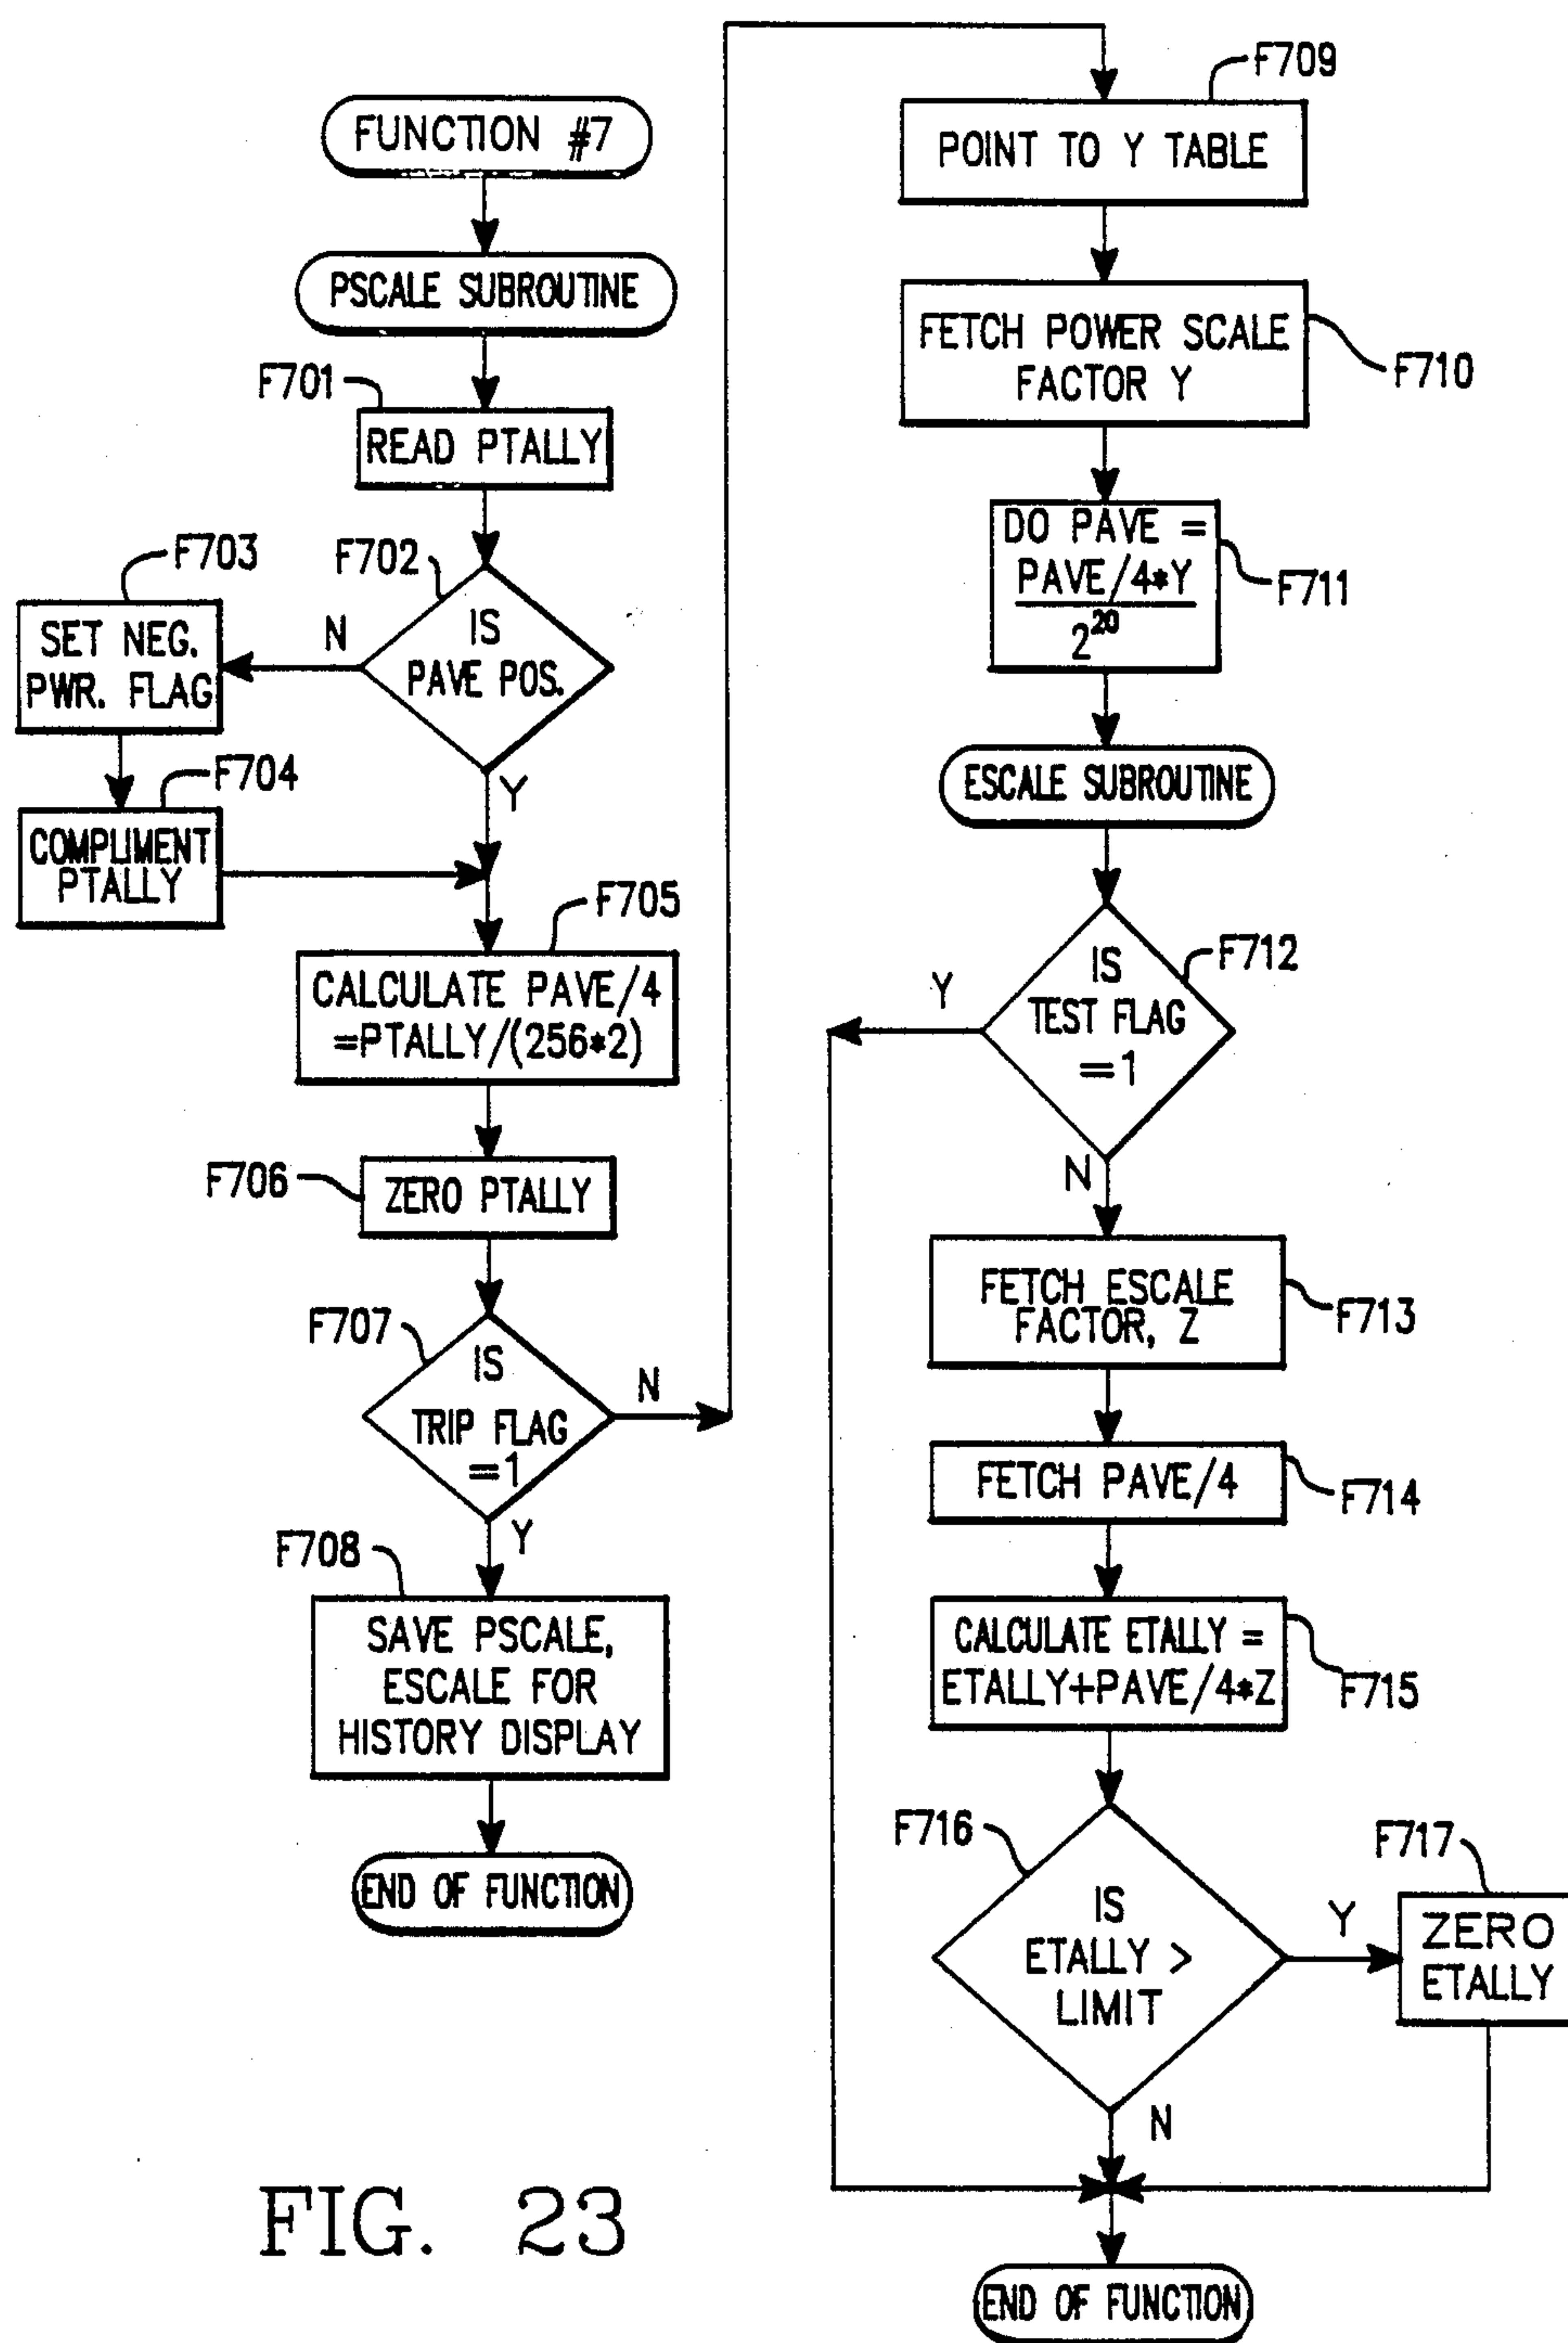 FUNCTION #7
PSCALE SUBROUTINE
F701
READ PTALLY
F702
IS
PAVE POS.
N
Y
F703
SET NEG.
PWR. FLAG
F704
COMPLIMENT
PTALLY
F705
CALCULATE PAVE/4
=PTALLY/(256*2)
F706
ZERO PTALLY
F707
IS
TRIP FLAG
=1
N
Y
F708
SAVE PSCALE,
ESCALE FOR
HISTORY DISPLAY
END OF FUNCTION
F709
POINT TO Y TABLE
FETCH POWER SCALE
FACTOR Y
F710
DO PAVE =
PAVE/4*Y
2^20
F711
ESCALE SUBROUTINE
F712
IS
TEST FLAG
=1
Y
N
FETCH ESCALE
FACTOR, Z
F713
FETCH PAVE/4
F714
CALCULATE ETALLY =
ETALLY+PAVE/4*Z
F715
F716
IS
ETALLY >
LIMIT
Y
N
F717
ZERO
ETALLY
END OF FUNCTION
FIG. 23